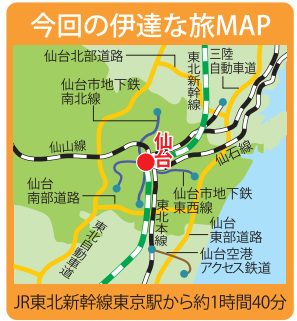 今回の伊達な旅MAP
仙台北部道路
三陸
自動車道
東北新幹線
仙台市地下鉄
南北線
仙台
仙山線
仙石線
仙台
南部道路
仙台市地下鉄
東西線
東北本線
仙台
東部道路
東北自動車道
仙台空港
アクセス鉄道
JR東北新幹線東京駅から約1時間40分